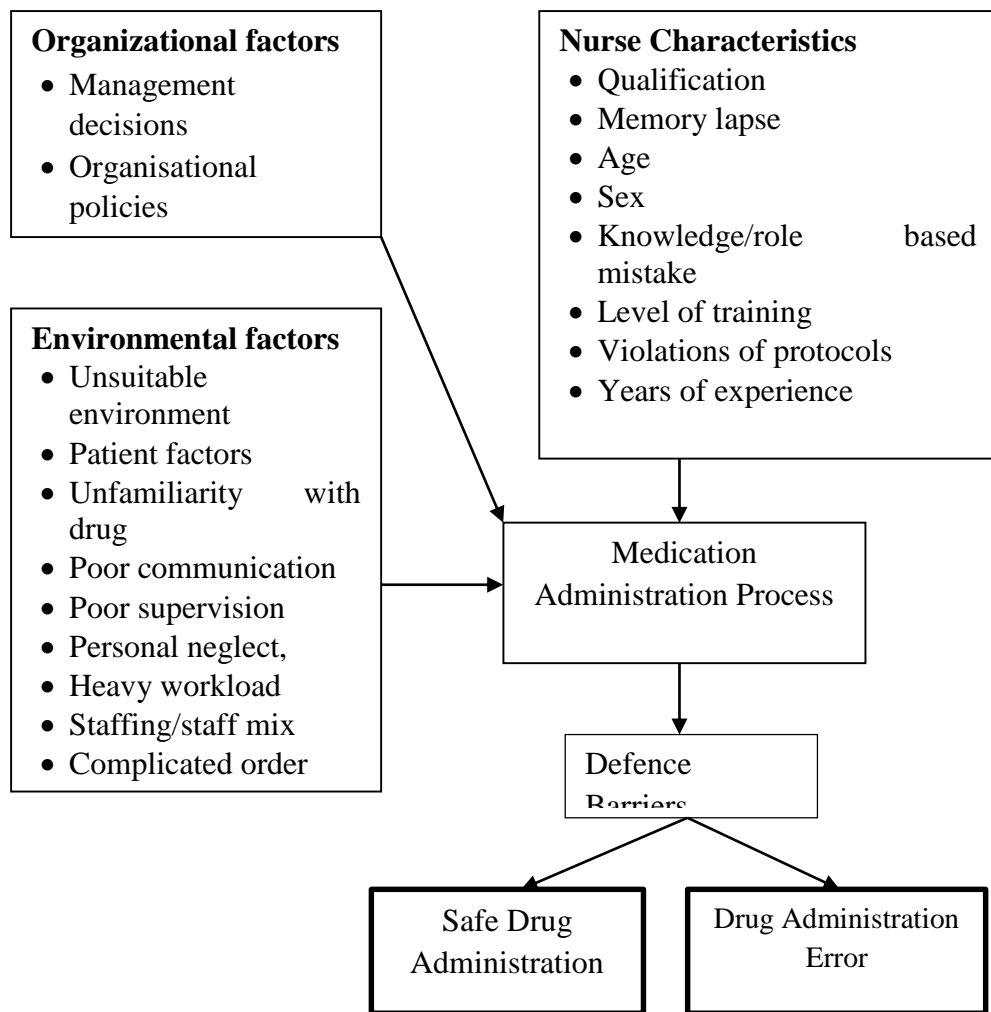 Organizational factors
• Management
decisions
• Organisational
policies
Nurse Characteristics
• Qualification
• Memory lapse
• Age
• Sex
• Knowledge/role based
mistake
• Level of training
• Violations of protocols
• Years of experience
Environmental factors
• Unsuitable
environment
• Patient factors
• Unfamiliarity with
drug
• Poor communication
• Poor supervision
• Personal neglect,
• Heavy workload
• Staffing/staff mix
• Complicated order
Medication
Administration Process
Defence
Barriers
Safe Drug
Administration
Drug Administration
Error